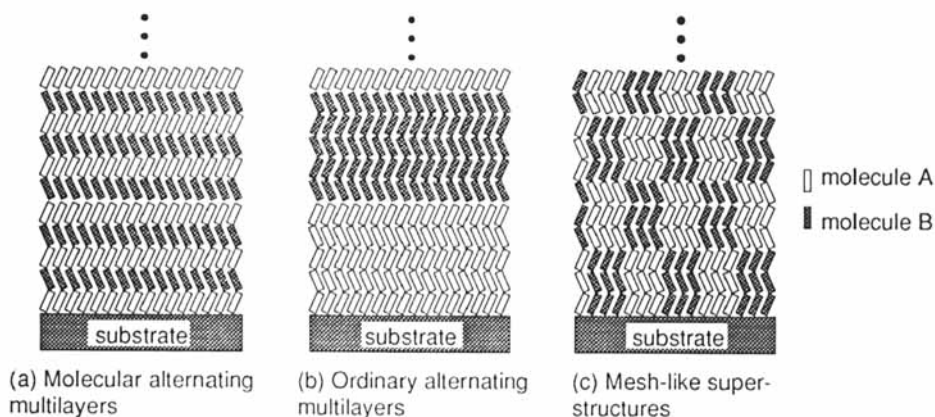 molecule A
molecule B
substrate
substrate
substrate
(a) Molecular alternating
multilayers
(b) Ordinary alternating
multilayers
(c) Mesh-like super-
structures